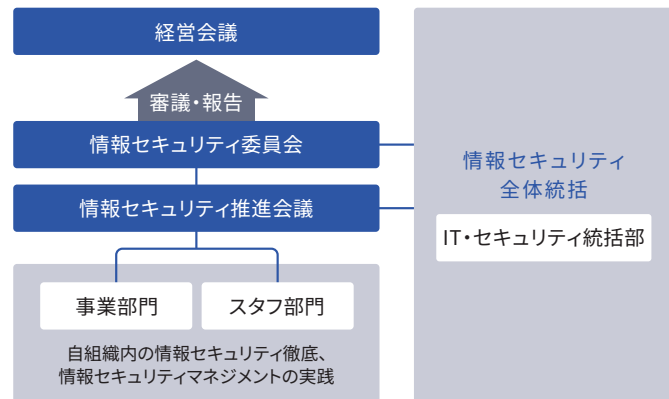 経営会議
審議・報告
情報セキュリティ委員会
情報セキュリティ推進会議
事業部門
スタフ部門
自組織内の情報セキュリティ徹底、
情報セキュリティマネジメントの実践
情報セキュリティ
全体統括
IT・セキュリティ統括部